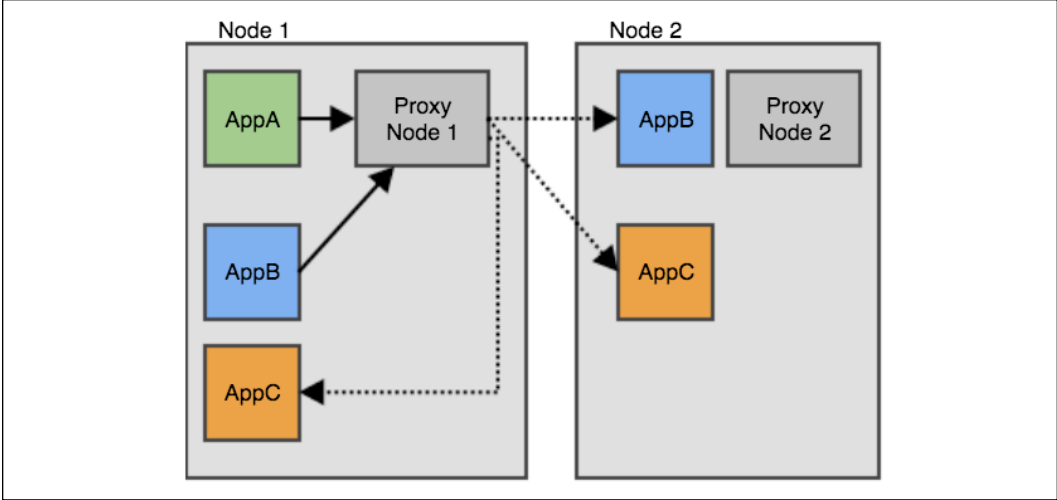 Node 1
AppA
Proxy
Node 1
AppB
AppC
Node 2
AppB
Proxy
Node 2
AppC